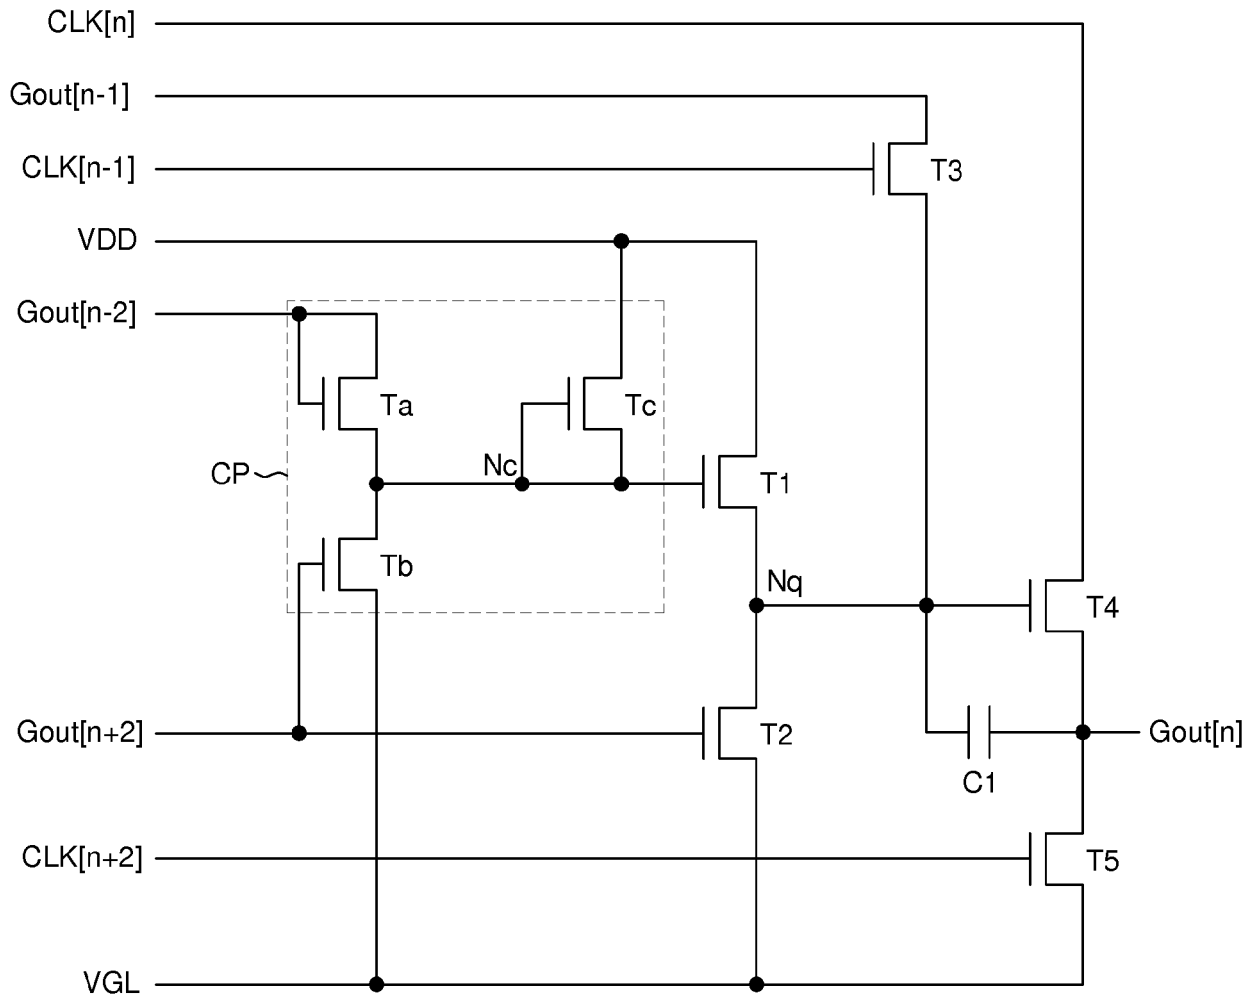 CLK[n]
Gout[n-1]
CLK[n-1]
T3
VDD
Gout[n-2]
Ta
Tc
CP
Nc
T1
Tb
Nq
T4
Gout[n+2]
T2
Gout[n]
C1
CLK[n+2]
T5
VGL